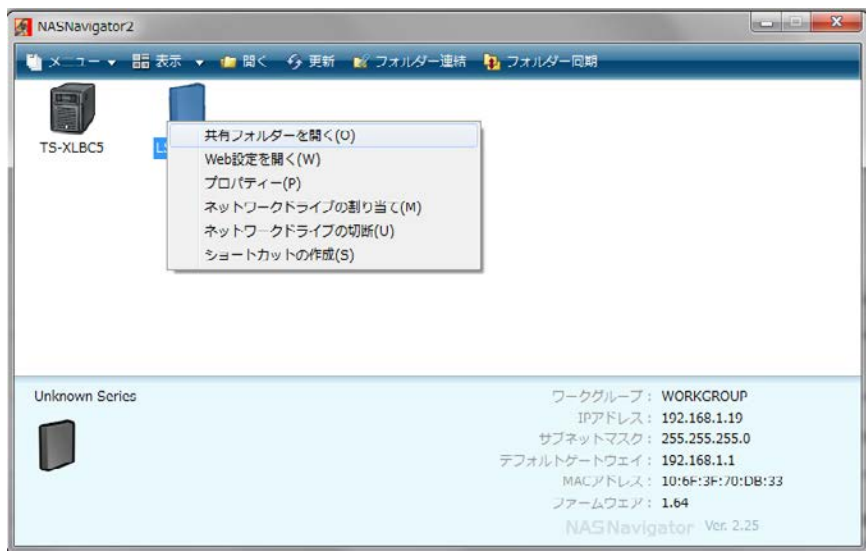 NASNavigator2
メニュー 表示 開く 更新 フォルダー連結 フォルダー同期
TS-XLBC5
共有フォルダーを開く(O)
Web設定を開く(W)
プロパティー(P)
ネットワークドライブの割り当て(M)
ネットワークドライブの切断(U)
ショートカットの作成(S)
Unknown Series
ワークグループ: WORKGROUP
IPアドレス: 192.168.1.19
サブネットマスク: 255.255.255.0
デフォルトゲートウェイ: 192.168.1.1
MACアドレス: 10:6F:3F:70:DB:33
ファームウェア: 1.64
NASNavigator Ver. 2.25